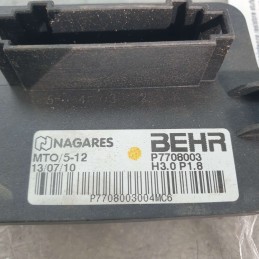 NAGARES BEHR
MTO/5-12 P7708003
13/07/10 H3.0 P1.8
P7708003004MC6